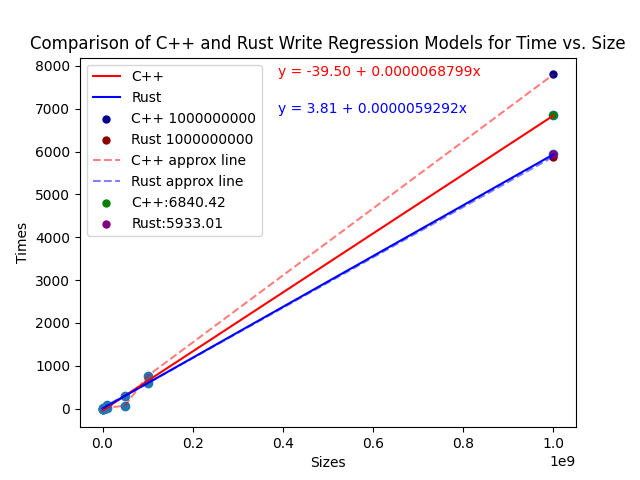 Comparison of C++ and Rust Write Regression Models for Time vs. Size
y = -39.50 + 0.0000068799x
y = 3.81 + 0.0000059292x
C++
Rust
C++ 1000000000
Rust 1000000000
C++ approx line
Rust approx line
C++:6840.42
Rust:5933.01
Times
8000
7000
6000
5000
4000
3000
2000
1000
0
0.0
0.2
0.4
0.6
0.8
1.0
1e9
Sizes